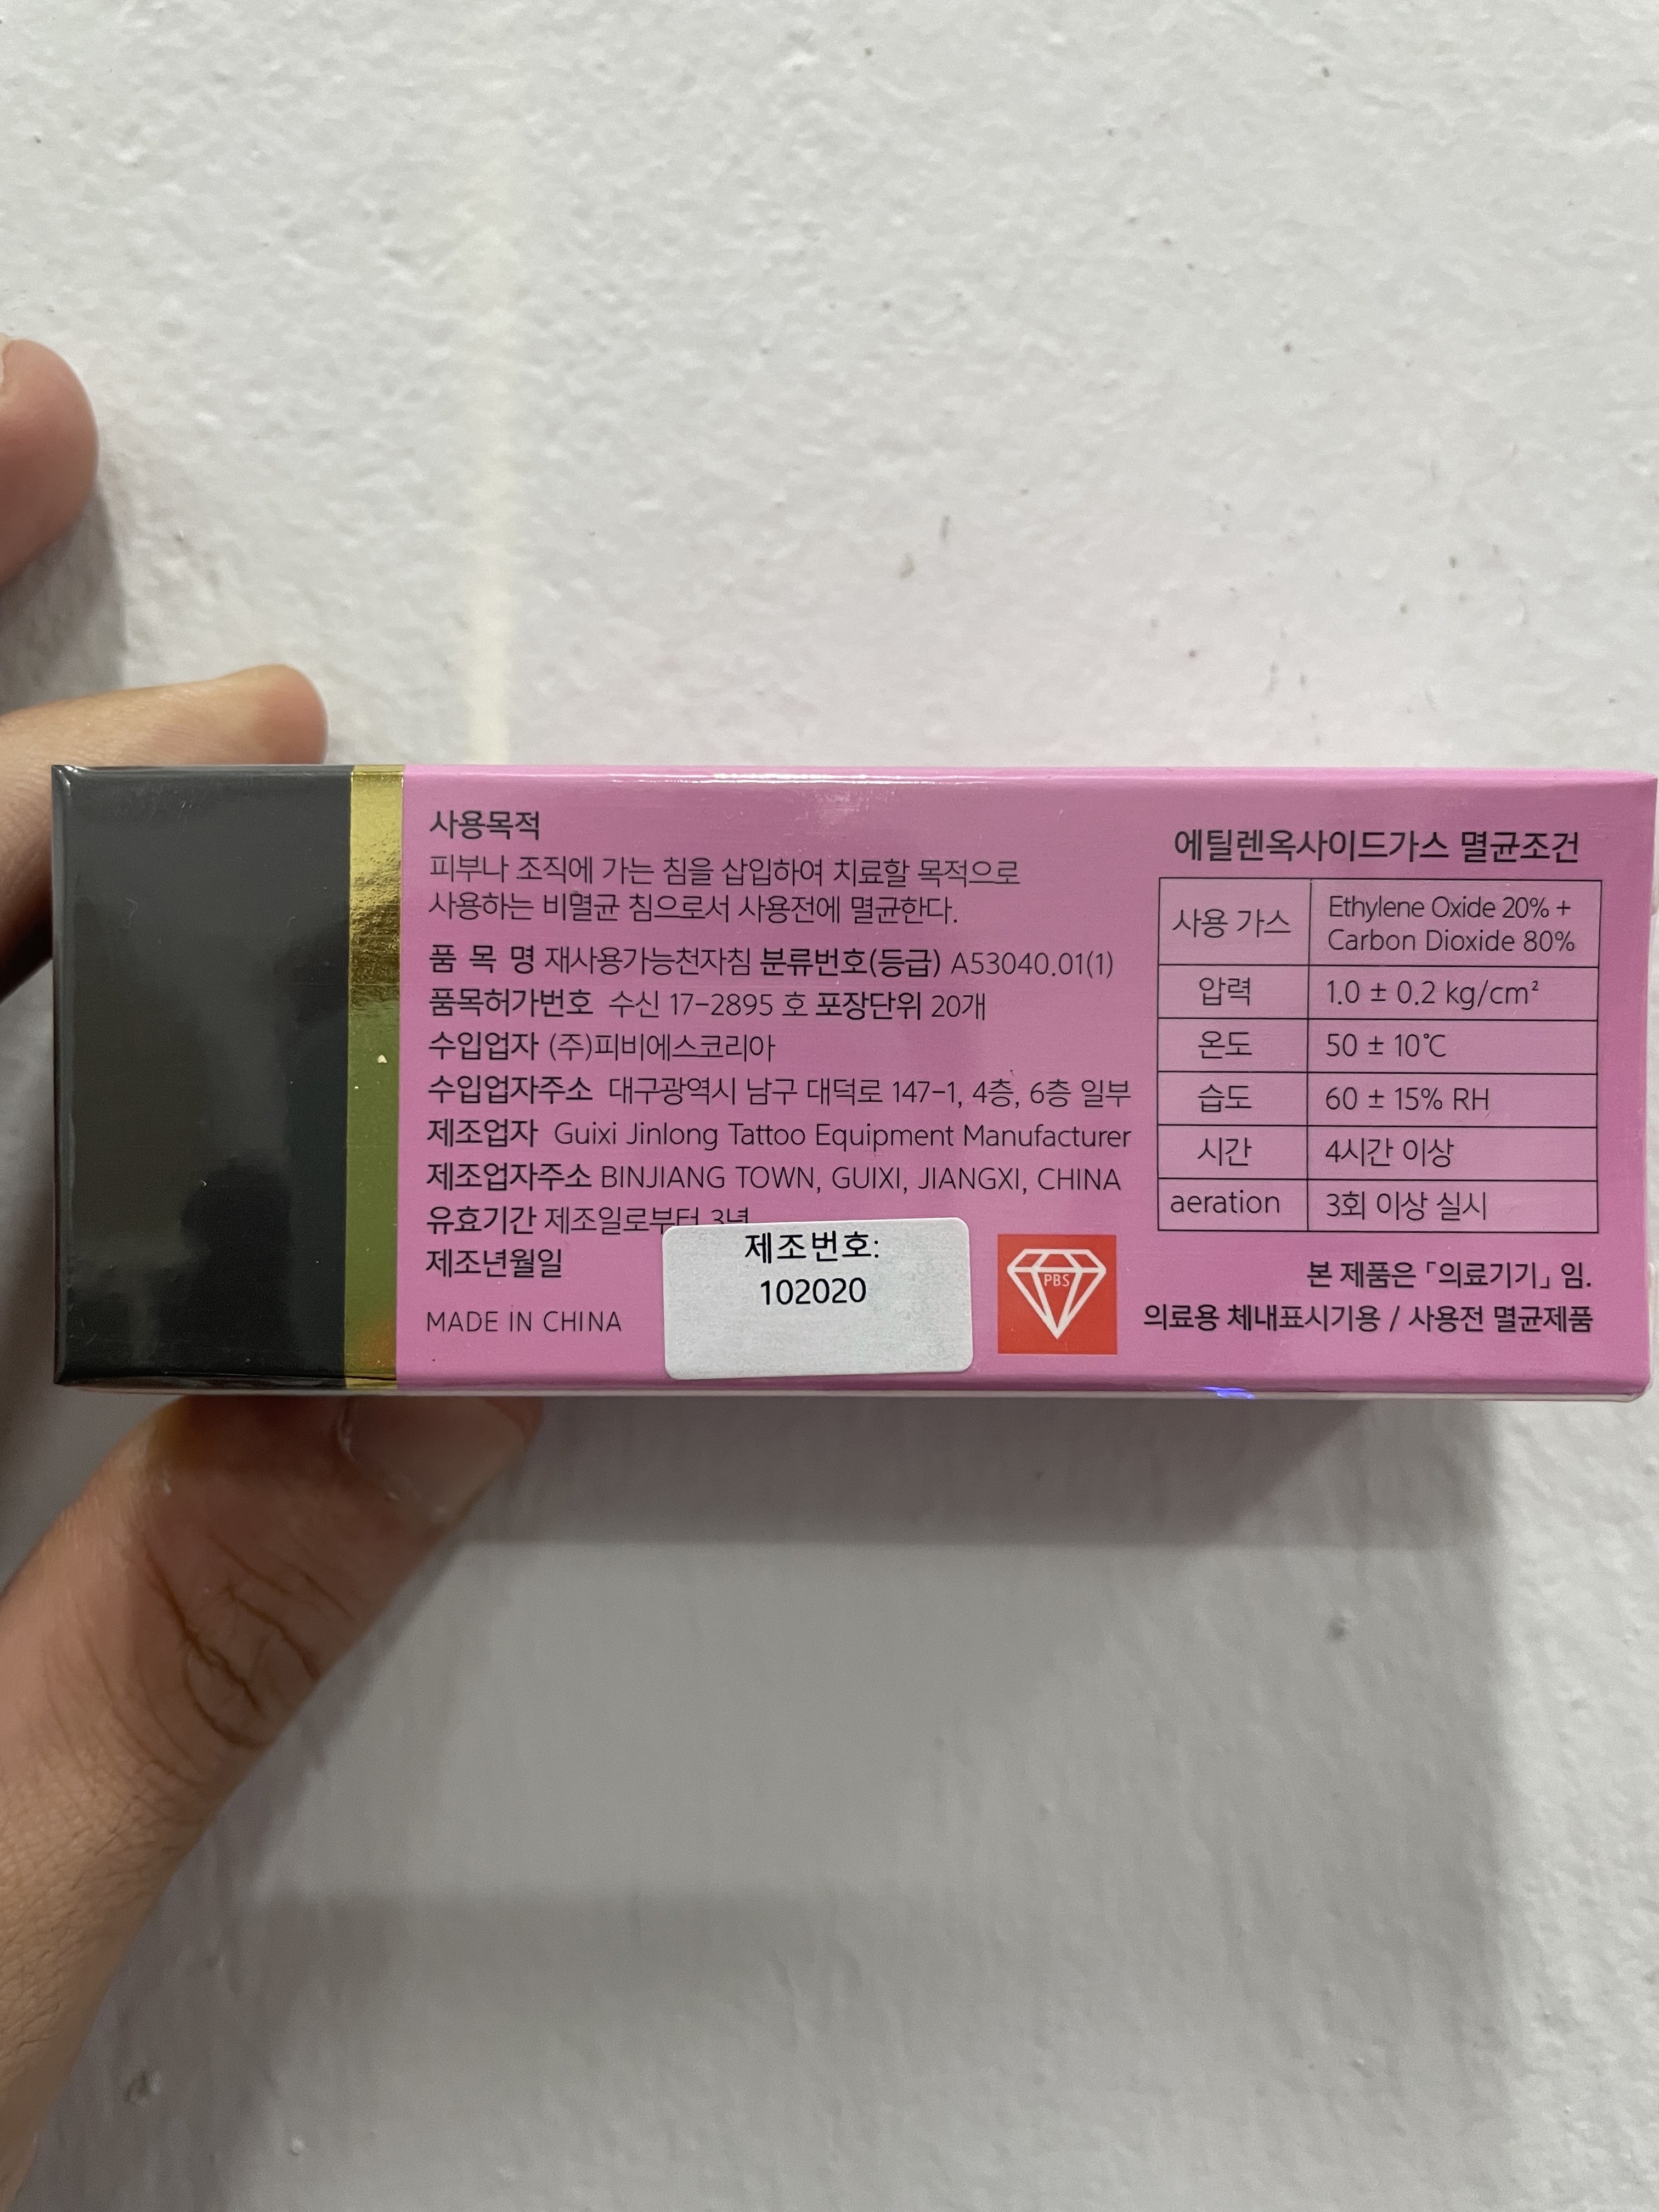 사용목적
피부나 조직에 가는 침을 삽입하여 치료할 목적으로
사용하는 비멸균 침으로서 사용전에 멸균한다.
품 목 명 재사용가능천자침 분류번호(등급) A53040.01(1)
품목허가번호 수신 17-2895 호 포장단위 20개
수입업자 (주)피비에스코리아
수입업자주소 대구광역시 남구 대덕로 147-1, 4층, 6층 일부
제조업자 Guixi Jinlong Tattoo Equipment Manufacturer
제조업자주소 BINJIANG TOWN, GUIXI, JIANGXI, CHINA
유효기간 제조일로부터 3년
제조년월일
MADE IN CHINA
제조번호:
102020
PBS
에틸렌옥사이드가스 멸균조건
사용 가스 Ethylene Oxide 20% +
Carbon Dioxide 80%
압력 1.0 ± 0.2 kg/cm²
온도 50 ± 10℃
습도 60 ± 15% RH
시간 4시간 이상
aeration 3회 이상 실시
본 제품은 「의료기기」 임.
의료용 체내표시기용 / 사용전 멸균제품